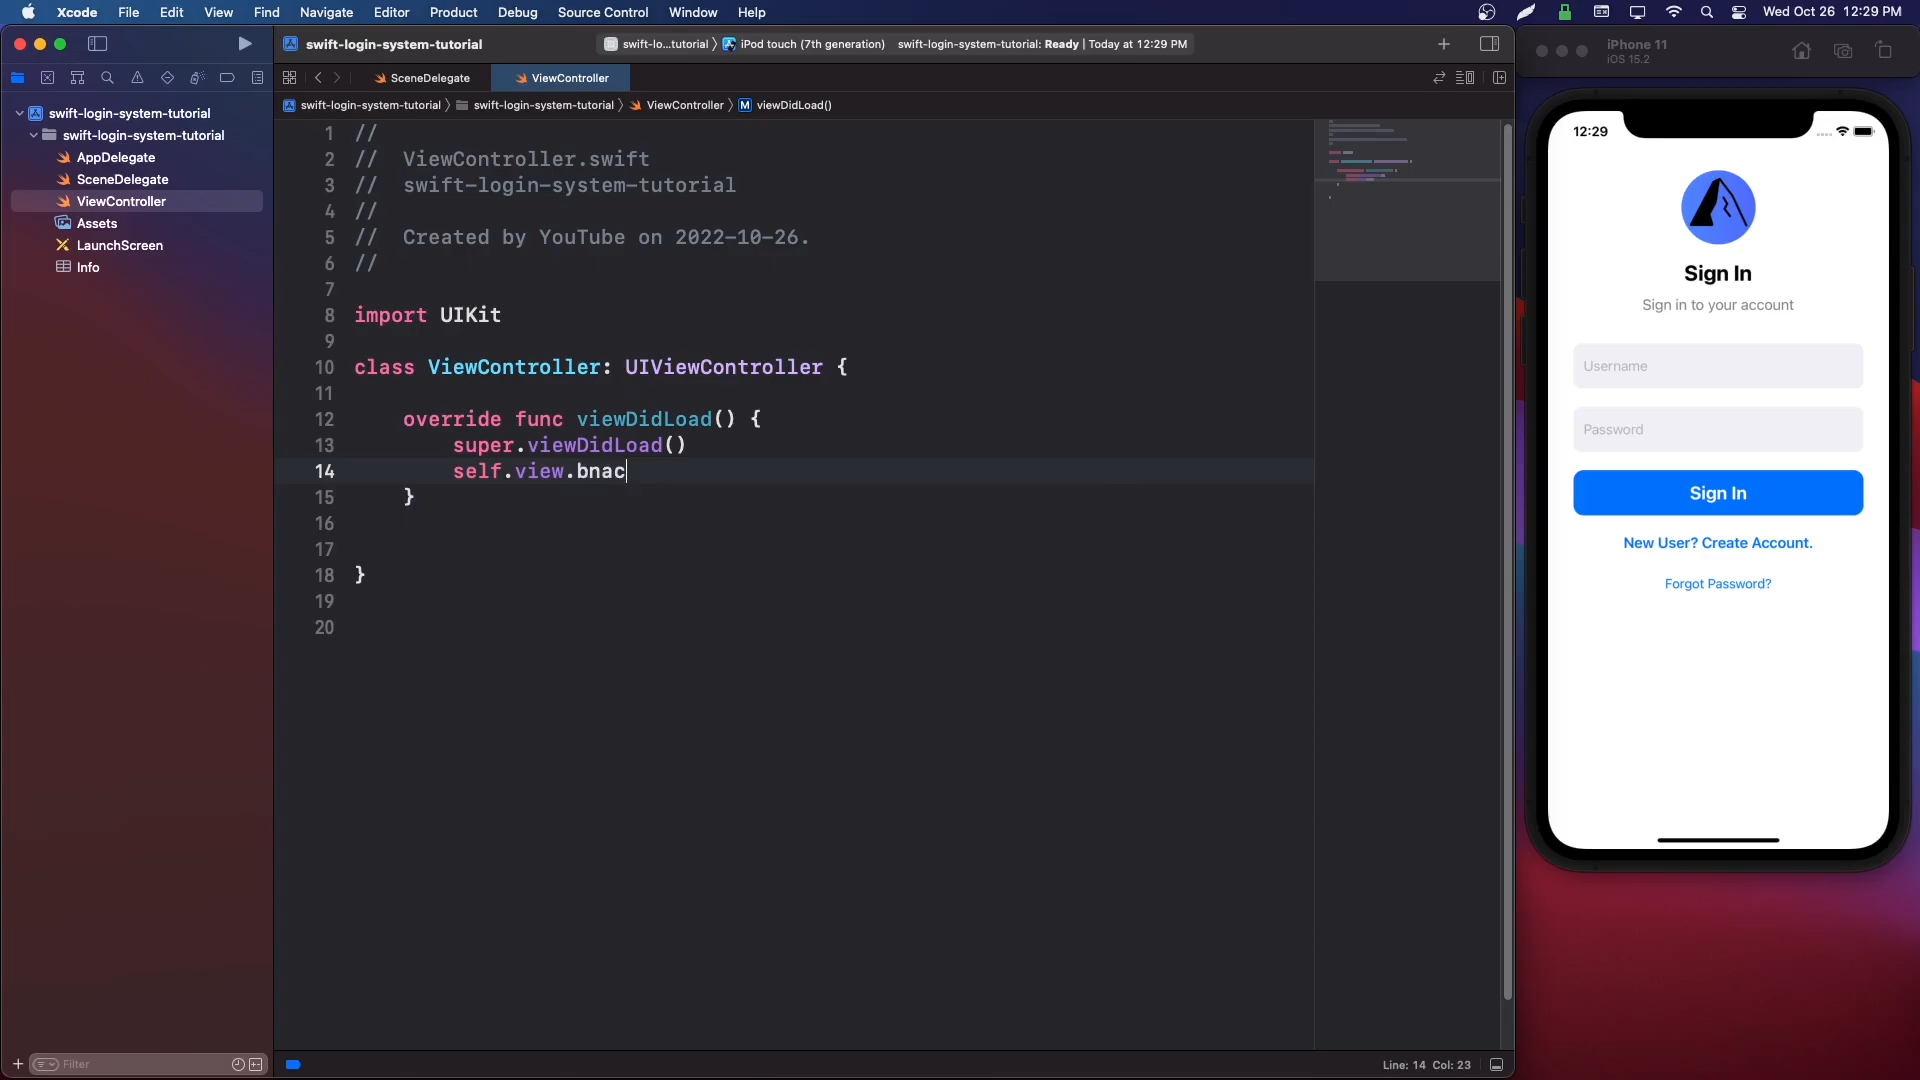 Xcode File Edit View Find Navigate Editor Product Debug Source Control Window Help Wed Oct 26 12:29 PM
swift-login-system-tutorial swift-lo...tutorial iPod touch (7th generation) swift-login-system-tutorial: Ready | Today at 12:29 PM
SceneDelegate ViewController
swift-login-system-tutorial swift-login-system-tutorial ViewController M viewDidLoad()
swift-login-system-tutorial
swift-login-system-tutorial
AppDelegate
SceneDelegate
ViewController
Assets
LaunchScreen
Info
Filter
1 //
2 // ViewController.swift
3 // swift-login-system-tutorial
4 //
5 // Created by YouTube on 2022-10-26.
6 //
7
8 import UIKit
9
10 class ViewController: UIViewController {
11
12 override func viewDidLoad() {
13 super.viewDidLoad()
14 self.view.bnac
15 }
16
17
18 }
19
20
Line: 14 Col: 23
iPhone 11
iOS 15.2
12:29
Sign In
Sign in to your account
Username
Password
Sign In
New User? Create Account.
Forgot Password?